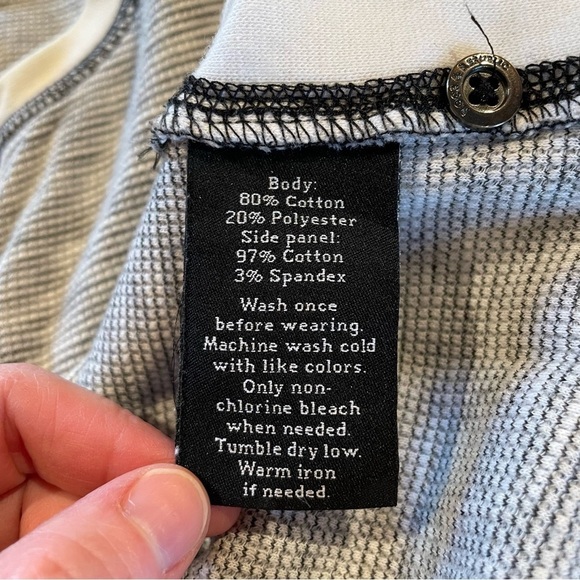 Body:
80% Cotton
20% Polyester
Side panel:
97% Cotton
3% Spandex
Wash once
before wearing.
Machine wash cold
with like colors.
Only non-
chlorine bleach
when needed.
Tumble dry low.
Warm iron
if needed.